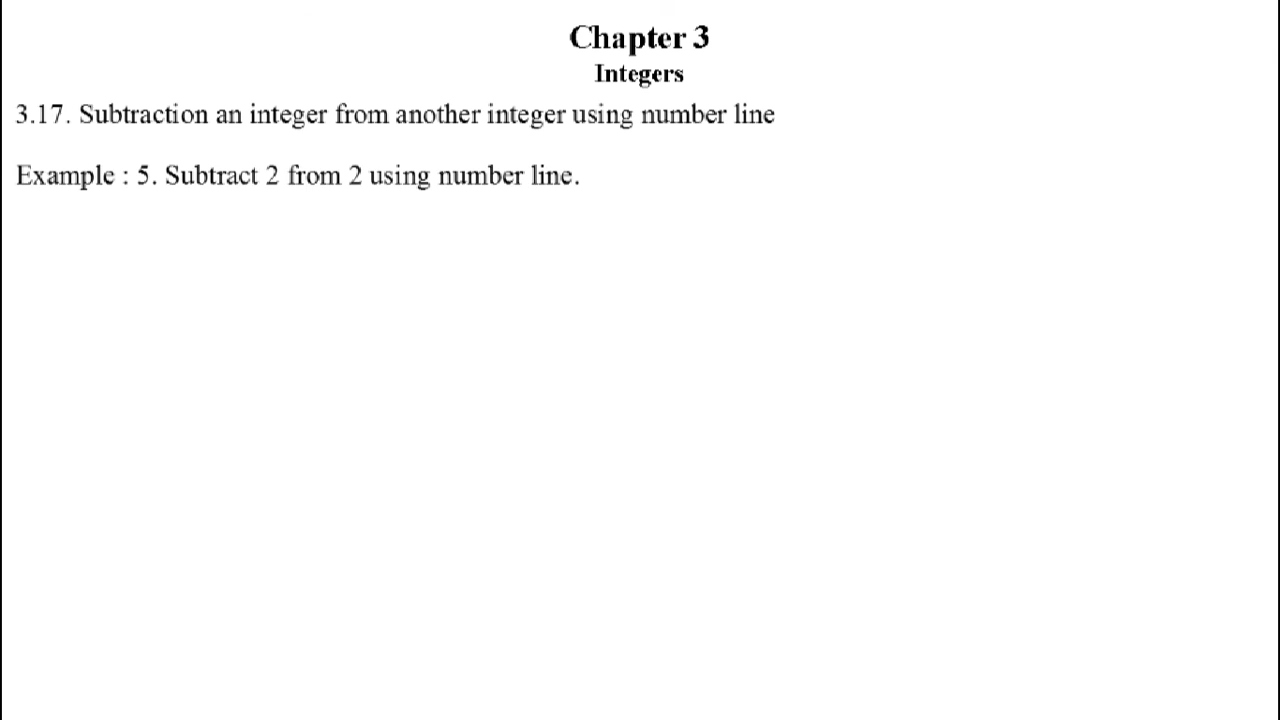 Chapter 3
Integers
3.17. Subtraction an integer from another integer using number line
Example : 5. Subtract 2 from 2 using number line.